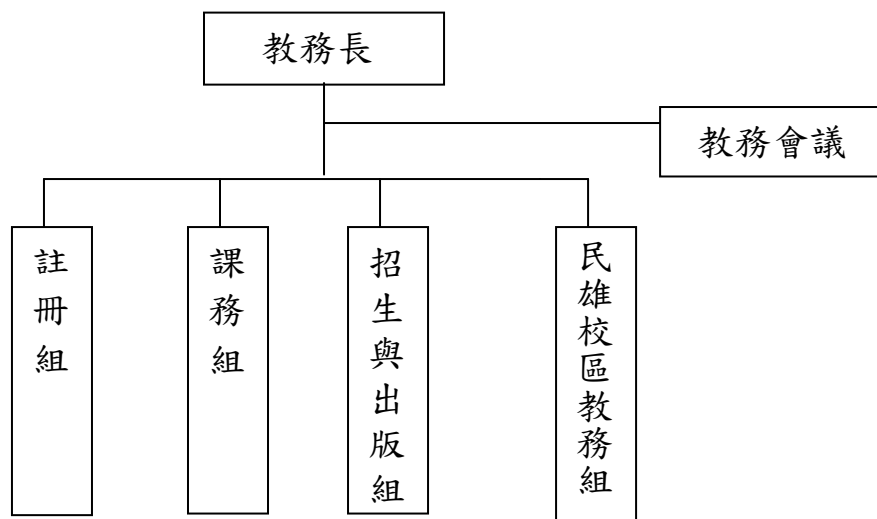 教務長
教務會議
註冊組
課務組
招生與出版組
民雄校區教務組